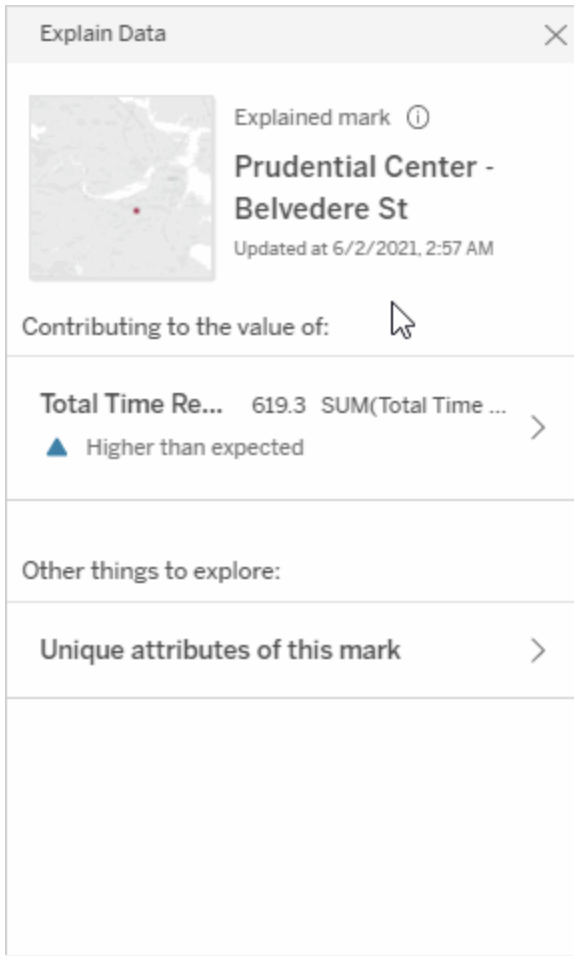 Explain Data
Explained mark
Prudential Center -
Belvedere St
Updated at 6/2/2021, 2:57 AM
Contributing to the value of:
Total Time Re... 619.3 SUM(Total Time ...
Higher than expected
Other things to explore:
Unique attributes of this mark